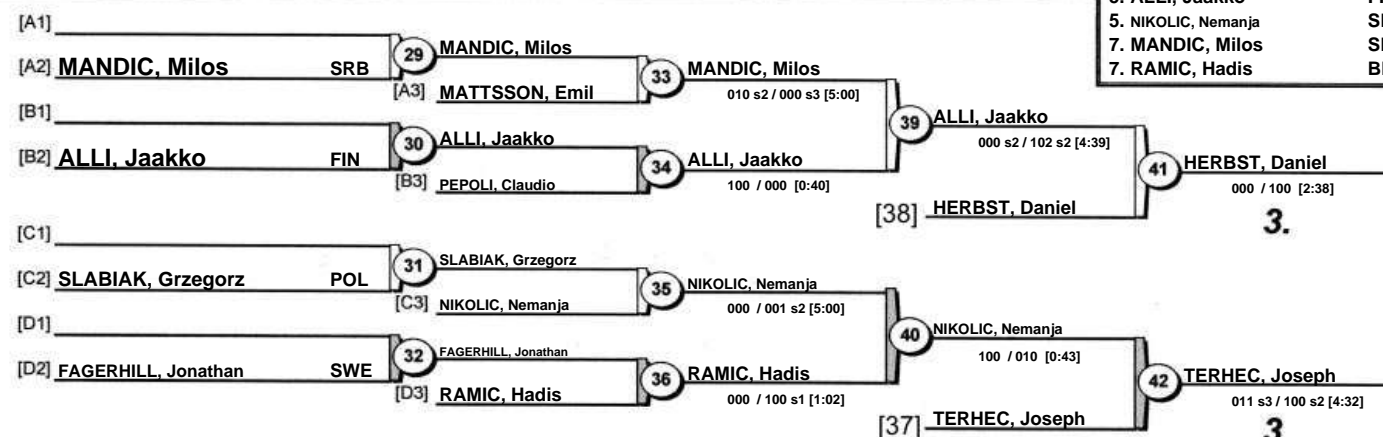 5. NIKOLIC, Nemanja
7. MANDIC, Milos
7. RAMIC, Hadis
[A1]
[A2] MANDIC, Milos SRB
29
MANDIC, Milos
[A3] MATTSSON, Emil
33
MANDIC, Milos
010 s2 / 000 s3 [5:00]
[B1]
[B2] ALLI, Jaakko FIN
30
ALLI, Jaakko
[B3] PEPOLI, Claudio
34
ALLI, Jaakko
100 / 000 [0:40]
39
ALLI, Jaakko
000 s2 / 102 s2 [4:39]
[38] HERBST, Daniel
41
HERBST, Daniel
000 / 100 [2:38]
3.
[C1]
[C2] SLABIAK, Grzegorz POL
31
SLABIAK, Grzegorz
[C3] NIKOLIC, Nemanja
35
NIKOLIC, Nemanja
000 / 001 s2 [5:00]
[D1]
[D2] FAGERHILL, Jonathan SWE
32
FAGERHILL, Jonathan
[D3] RAMIC, Hadis
36
RAMIC, Hadis
000 / 100 s1 [1:02]
40
NIKOLIC, Nemanja
100 / 010 [0:43]
[37] TERHEC, Joseph
42
TERHEC, Joseph
011 s3 / 100 s2 [4:32]
3